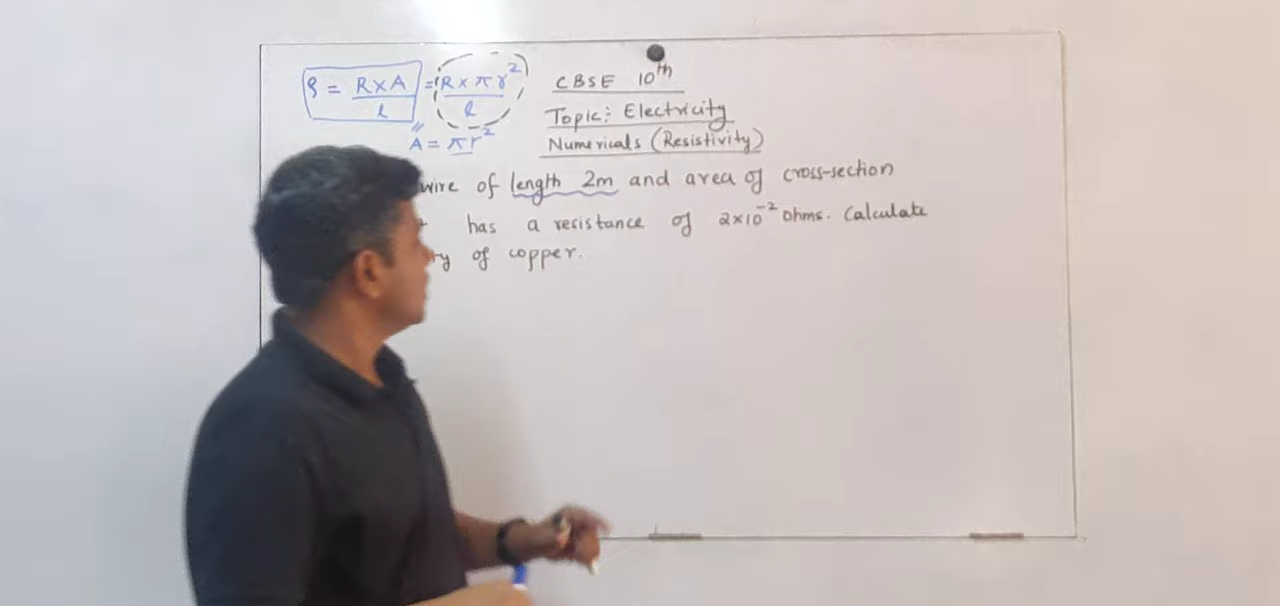 ρ = R×A / l = R × π r² / l
A = πr²
CBSE 10th
Topic: Electricity
Numericals (Resistivity)
wire of length 2m and area of cross-section
has a resistance of 2×10⁻² Ohms. Calculate
of copper.